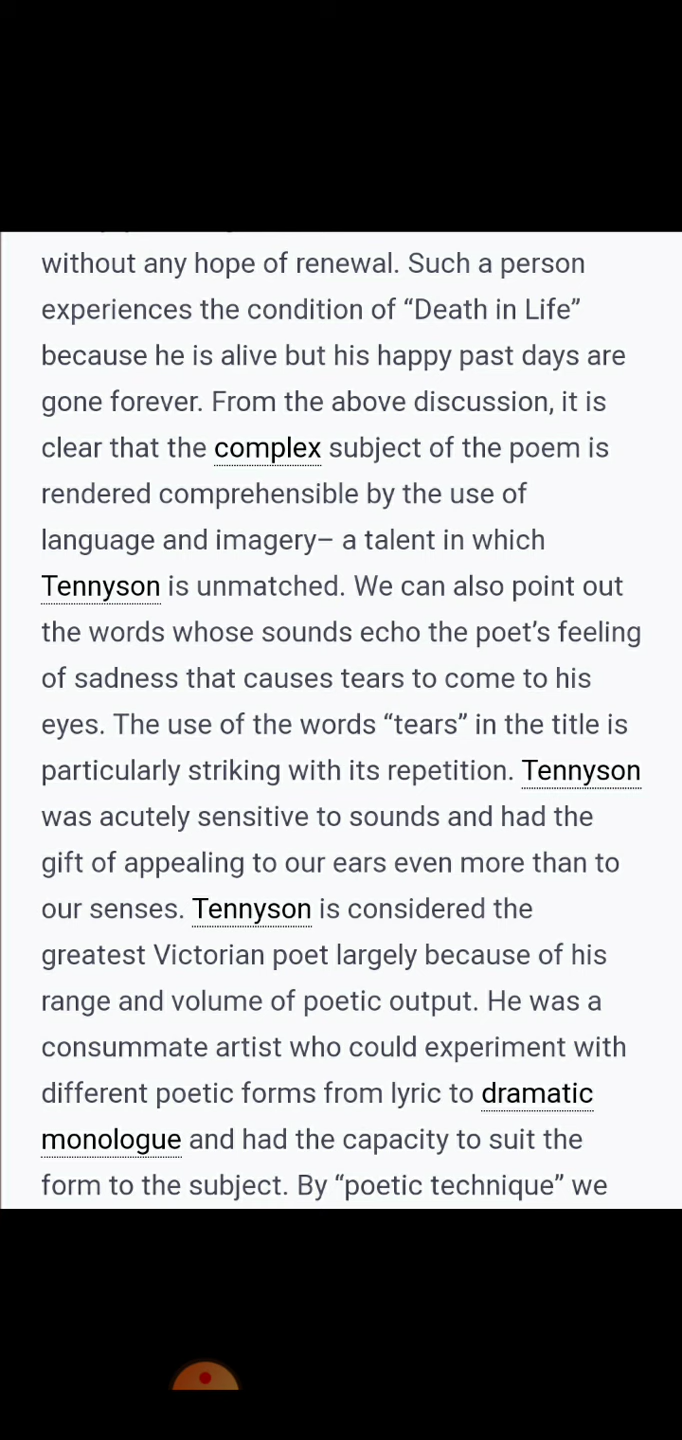 without any hope of renewal. Such a person
experiences the condition of “Death in Life”
because he is alive but his happy past days are
gone forever. From the above discussion, it is
clear that the complex subject of the poem is
rendered comprehensible by the use of
language and imagery– a talent in which
Tennyson is unmatched. We can also point out
the words whose sounds echo the poet’s feeling
of sadness that causes tears to come to his
eyes. The use of the words “tears” in the title is
particularly striking with its repetition. Tennyson
was acutely sensitive to sounds and had the
gift of appealing to our ears even more than to
our senses. Tennyson is considered the
greatest Victorian poet largely because of his
range and volume of poetic output. He was a
consummate artist who could experiment with
different poetic forms from lyric to dramatic
monologue and had the capacity to suit the
form to the subject. By “poetic technique” we